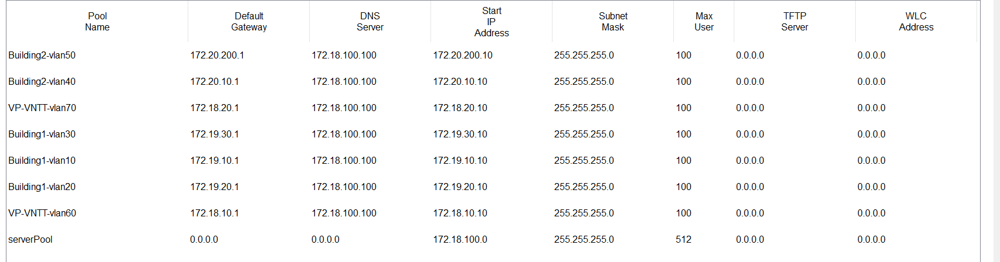 Pool Name Default Gateway DNS Server Start IP Address Subnet Mask Max User TFTP Server WLC Address
Building2-vlan50 172.20.200.1 172.18.100.100 172.20.200.10 255.255.255.0 100 0.0.0.0 0.0.0.0
Building2-vlan40 172.20.10.1 172.18.100.100 172.20.10.10 255.255.255.0 100 0.0.0.0 0.0.0.0
VP-VNTT-vlan70 172.18.20.1 172.18.100.100 172.18.20.10 255.255.255.0 100 0.0.0.0 0.0.0.0
Building1-vlan30 172.19.30.1 172.18.100.100 172.19.30.10 255.255.255.0 100 0.0.0.0 0.0.0.0
Building1-vlan10 172.19.10.1 172.18.100.100 172.19.10.10 255.255.255.0 100 0.0.0.0 0.0.0.0
Building1-vlan20 172.19.20.1 172.18.100.100 172.19.20.10 255.255.255.0 100 0.0.0.0 0.0.0.0
VP-VNTT-vlan60 172.18.10.1 172.18.100.100 172.18.10.10 255.255.255.0 100 0.0.0.0 0.0.0.0
serverPool 0.0.0.0 0.0.0.0 172.18.100.0 255.255.255.0 512 0.0.0.0 0.0.0.0